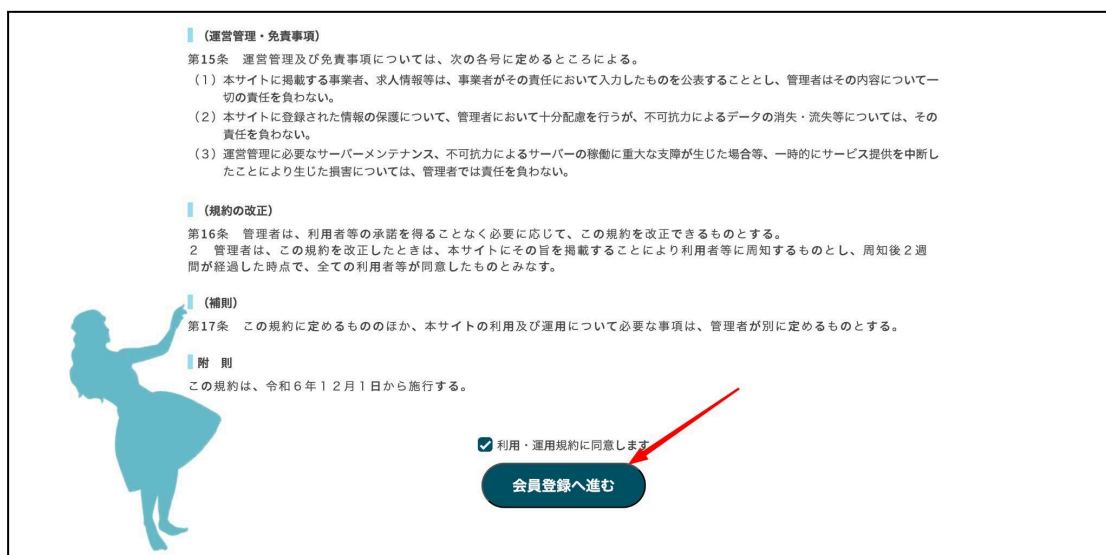 （運営管理・免責事項）
第15条　運営管理及び免責事項については、次の各号に定めるところによる。
（１）本サイトに掲載する事業者、求人情報等は、事業者がその責任において入力したものを公表することとし、管理者はその内容について一
切の責任を負わない。
（２）本サイトに登録された情報の保護について、管理者において十分配慮を行うが、不可抗力によるデータの消失・流失等については、その
責任を負わない。
（３）運営管理に必要なサーバーメンテナンス、不可抗力によるサーバーの稼働に重大な支障が生じた場合等、一時的にサービス提供を中断し
たことにより生じた損害については、管理者では責任を負わない。
（規約の改正）
第16条　管理者は、利用者等の承諾を得ることなく必要に応じて、この規約を改正できるものとする。
２　管理者は、この規約を改正したときは、本サイトにその旨を掲載することにより利用者等に周知するものとし、周知後２週
間が経過した時点で、全ての利用者等が同意したものとみなす。
（補則）
第17条　この規約に定めるもののほか、本サイトの利用及び運用について必要な事項は、管理者が別に定めるものとする。
附　則
この規約は、令和６年１２月１日から施行する。
利用・運用規約に同意します
会員登録へ進む